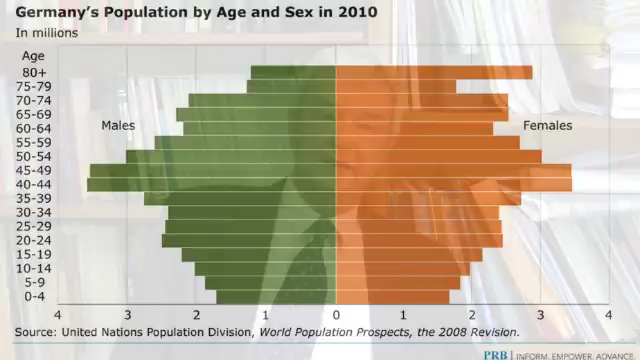 Germany's Population by Age and Sex in 2010
In millions
Age
80+
75-79
70-74
65-69
60-64
55-59
50-54
45-49
40-44
35-39
30-34
25-29
20-24
15-19
10-14
5-9
0-4
Males
Females
4 3 2 1 0 1 2 3 4
Source: United Nations Population Division, World Population Prospects, the 2008 Revision.
PRB | INFORM. EMPOWER. ADVANCE.